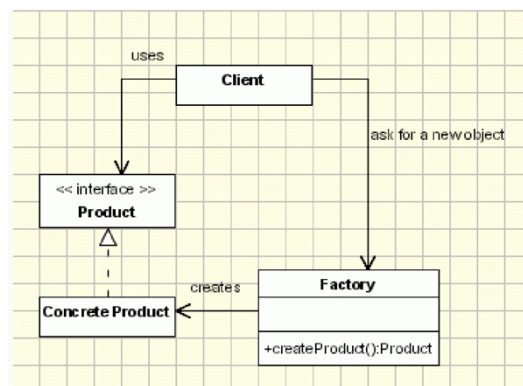 uses
Client
ask for a new object
<< interface >>
Product
creates
Factory
Concrete Product
+createProduct():Product